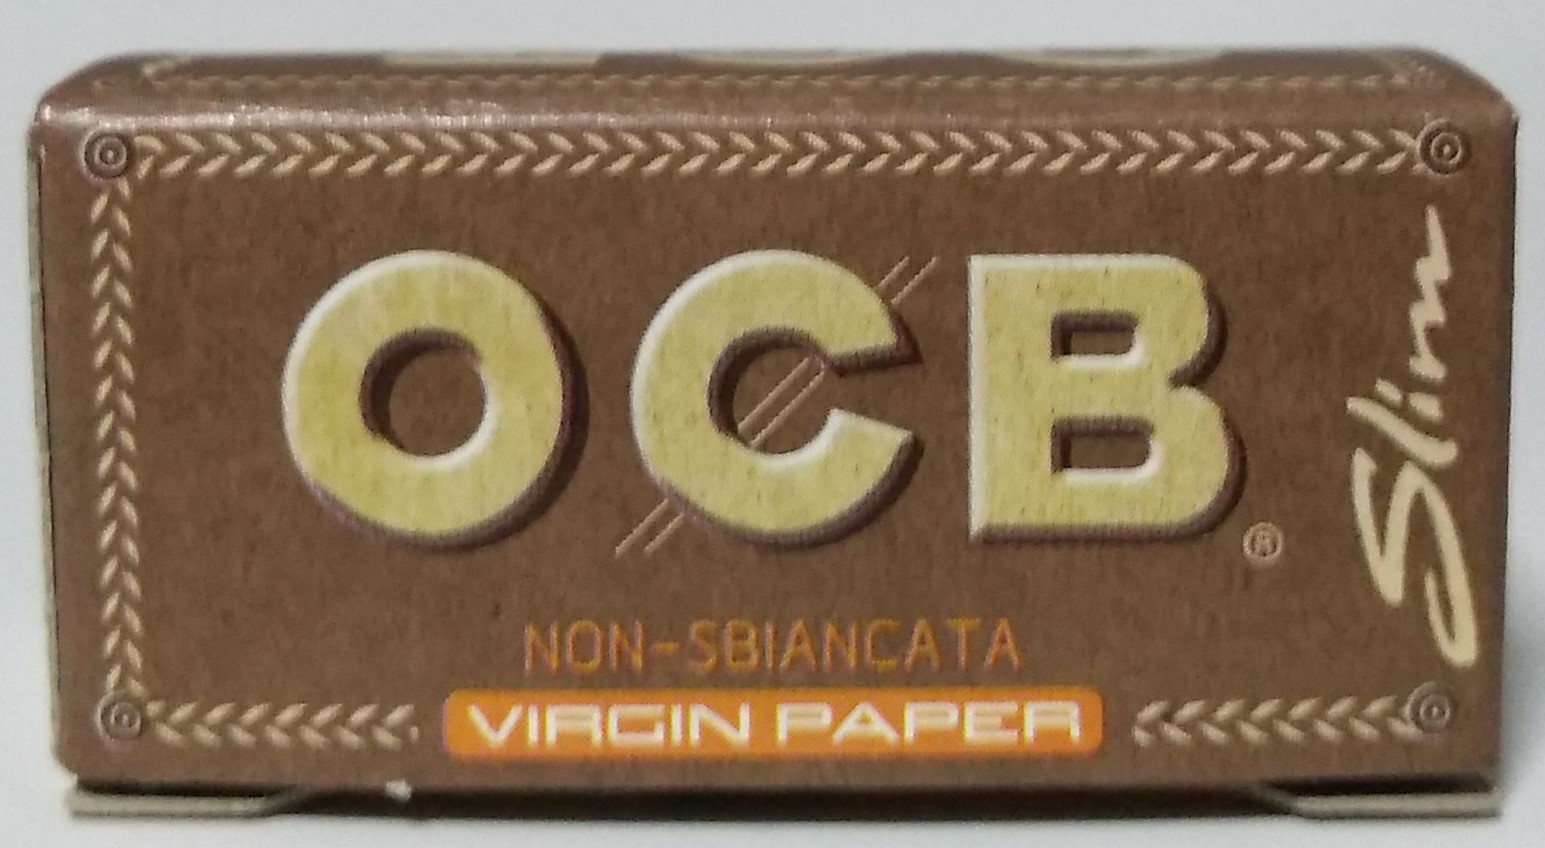 OCB®
NON-SBIANCATA
VIRGIN PAPER
Slim